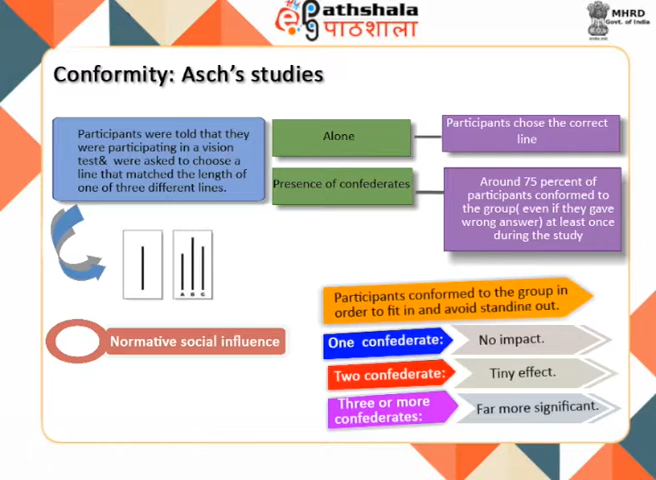 Pathshala
पाठशाला
MHRD
Govt. of India
Conformity: Asch's studies
Participants were told that they
were participating in a vision
test& were asked to choose a
line that matched the length of
one of three different lines.
Alone
Participants chose the correct
line
Presence of confederates
Around 75 percent of
participants conformed to
the group( even if they gave
wrong answer) at least once
during the study
A B C
Normative social influence
Participants conformed to the group in
order to fit in and avoid standing out.
One confederate:
No impact.
Two confederate:
Tiny effect.
Three or more
confederates:
Far more significant.